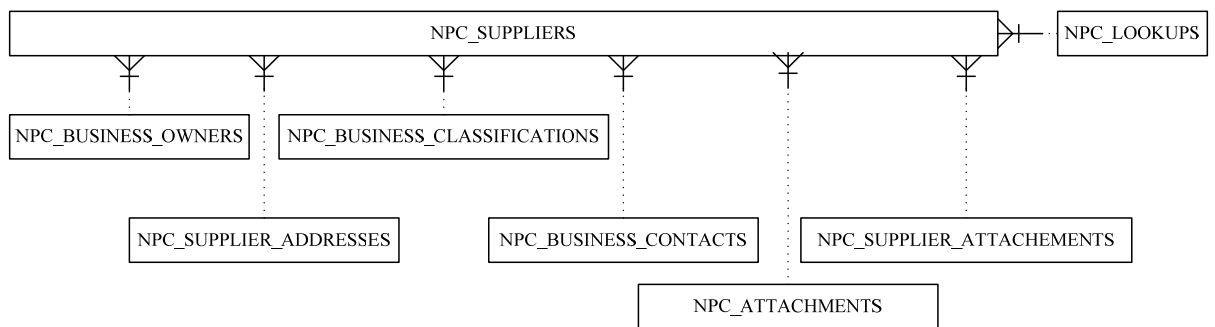 NPC_SUPPLIERS
NPC_LOOKUPS
NPC_BUSINESS_OWNERS
NPC_BUSINESS_CLASSIFICATIONS
NPC_SUPPLIER_ADDRESSES
NPC_BUSINESS_CONTACTS
NPC_SUPPLIER_ATTACHEMENTS
NPC_ATTACHMENTS